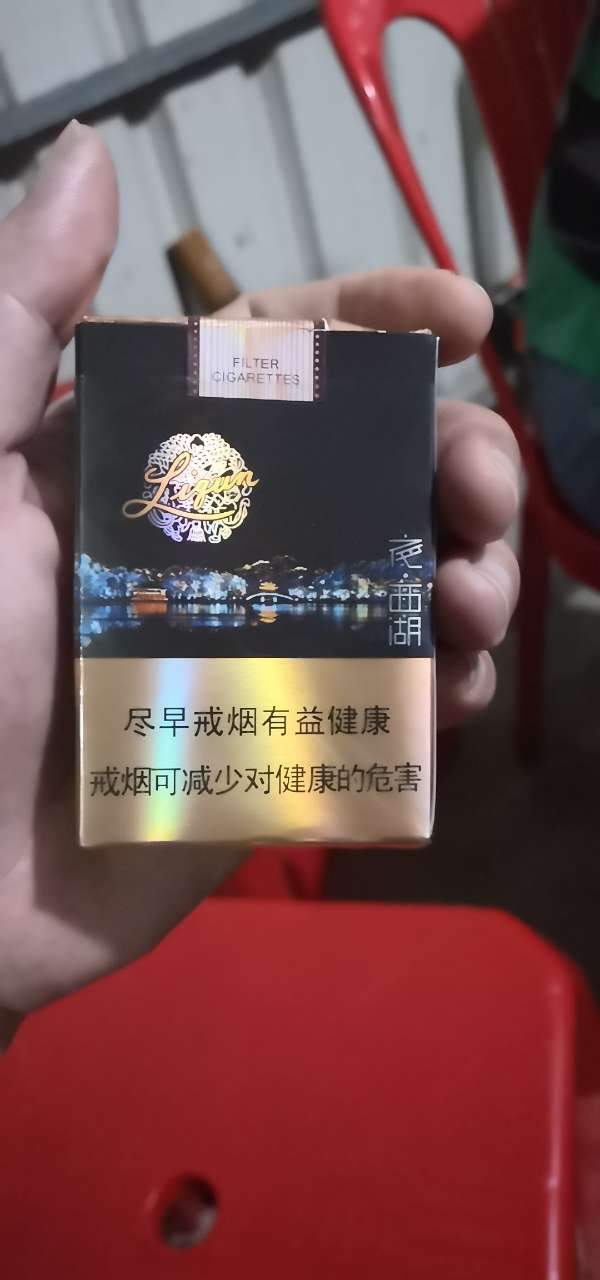 FILTER
CIGARETTES
Liqun
夜·西湖
尽早戒烟有益健康
戒烟可减少对健康的危害